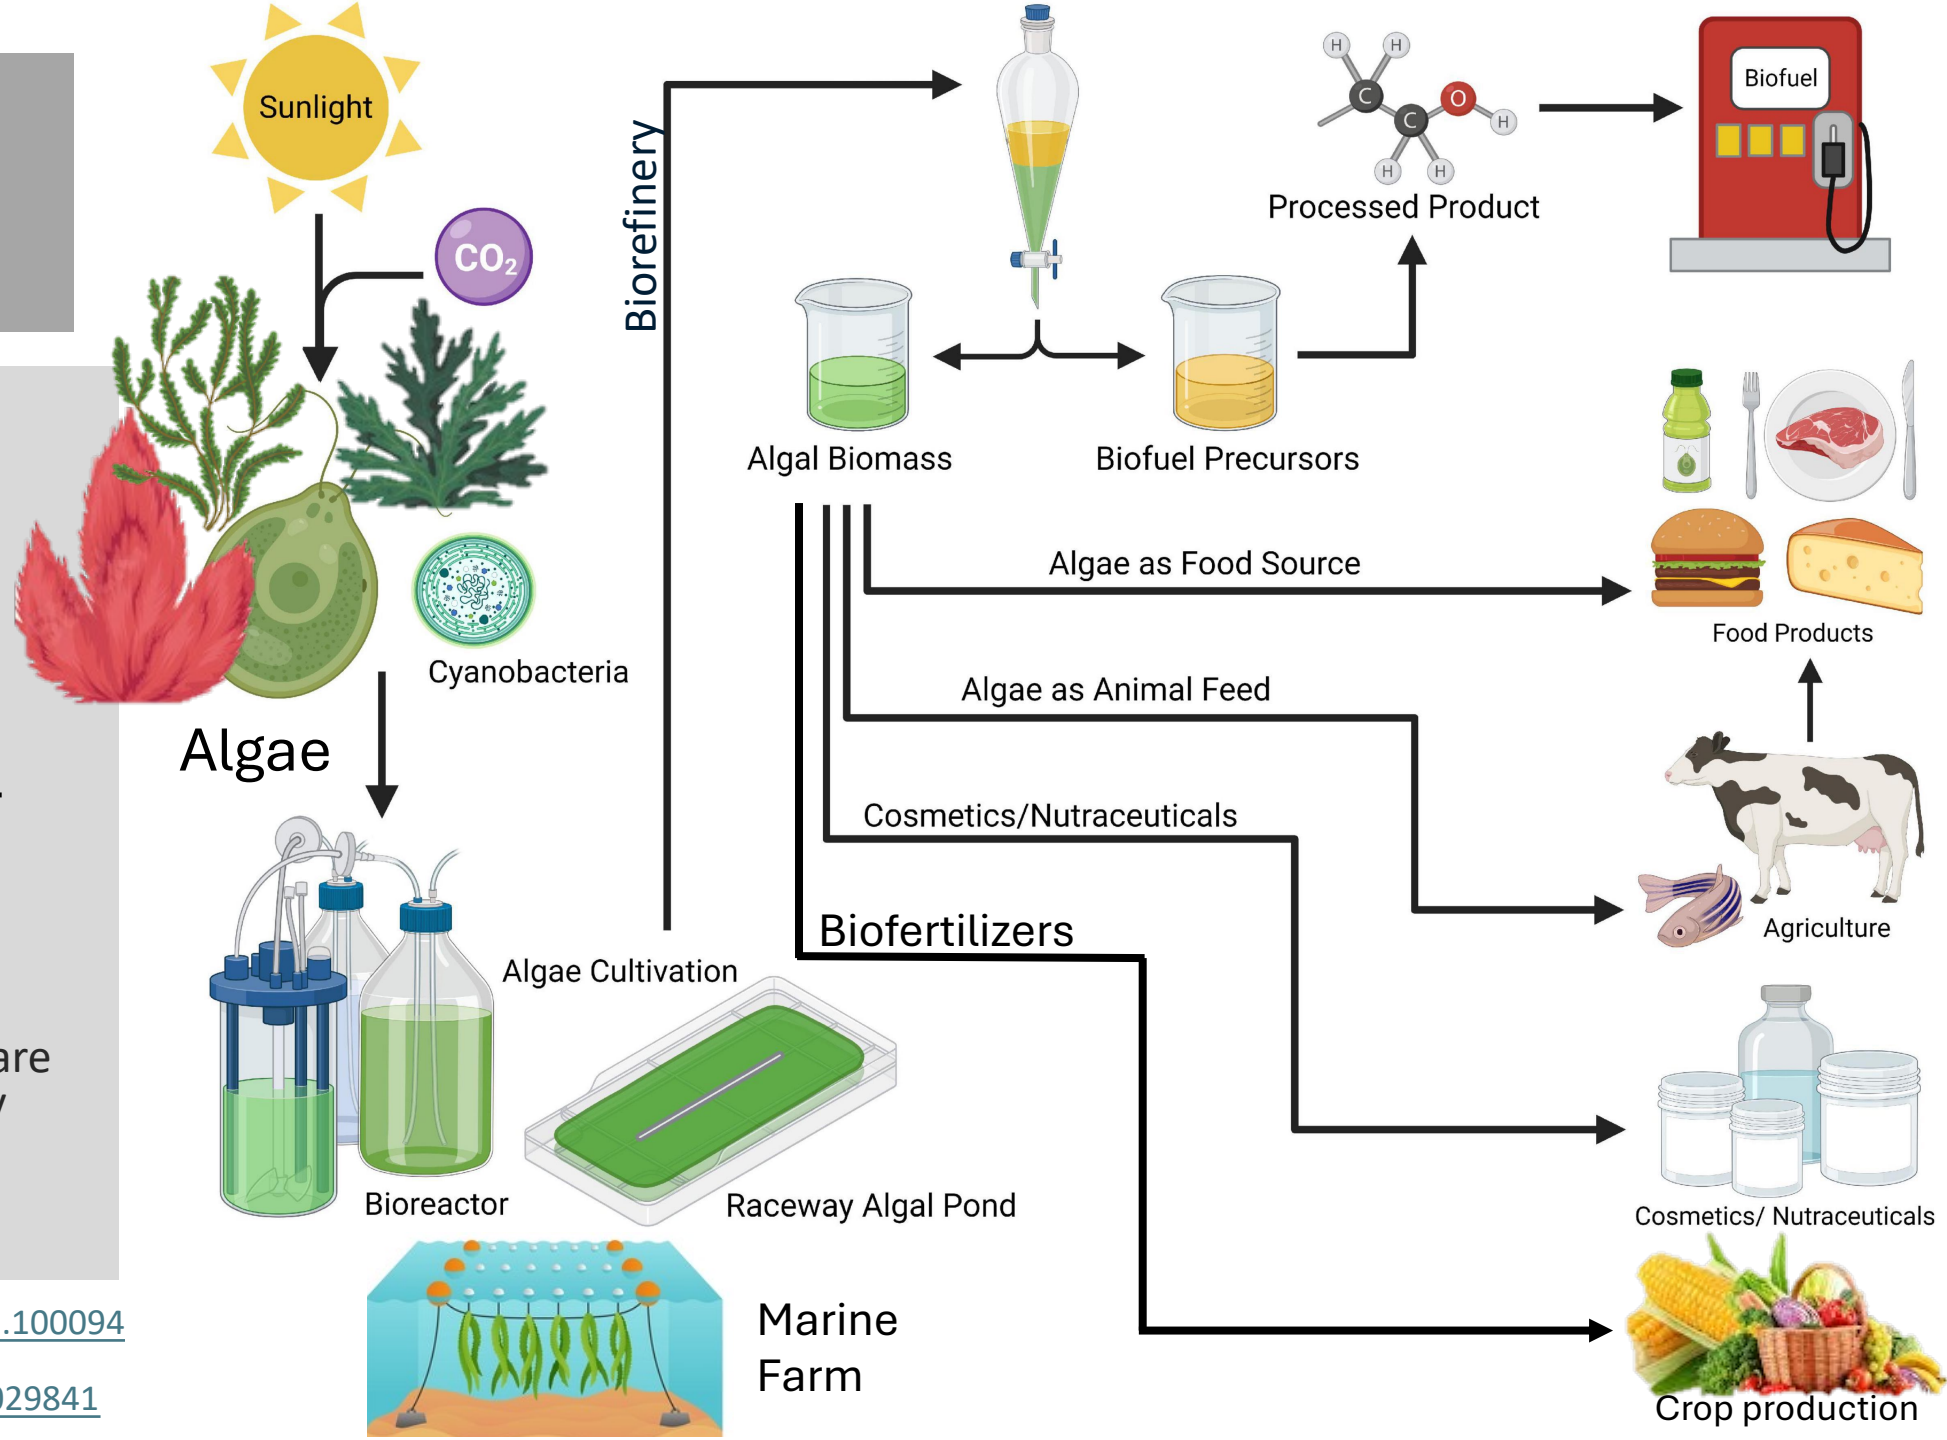 Sunlight
CO₂
Biorefinery
H H
C O
C H
H H
Processed Product
Biofuel
Algal Biomass
Biofuel Precursors
Algae as Food Source
Food Products
Cyanobacteria
Algae as Animal Feed
Algae
Cosmetics/Nutraceuticals
Agriculture
Biofertilizers
Algae Cultivation
are
Bioreactor
Raceway Algal Pond
Cosmetics/ Nutraceuticals
Marine
Farm
.100094
029841
Crop production